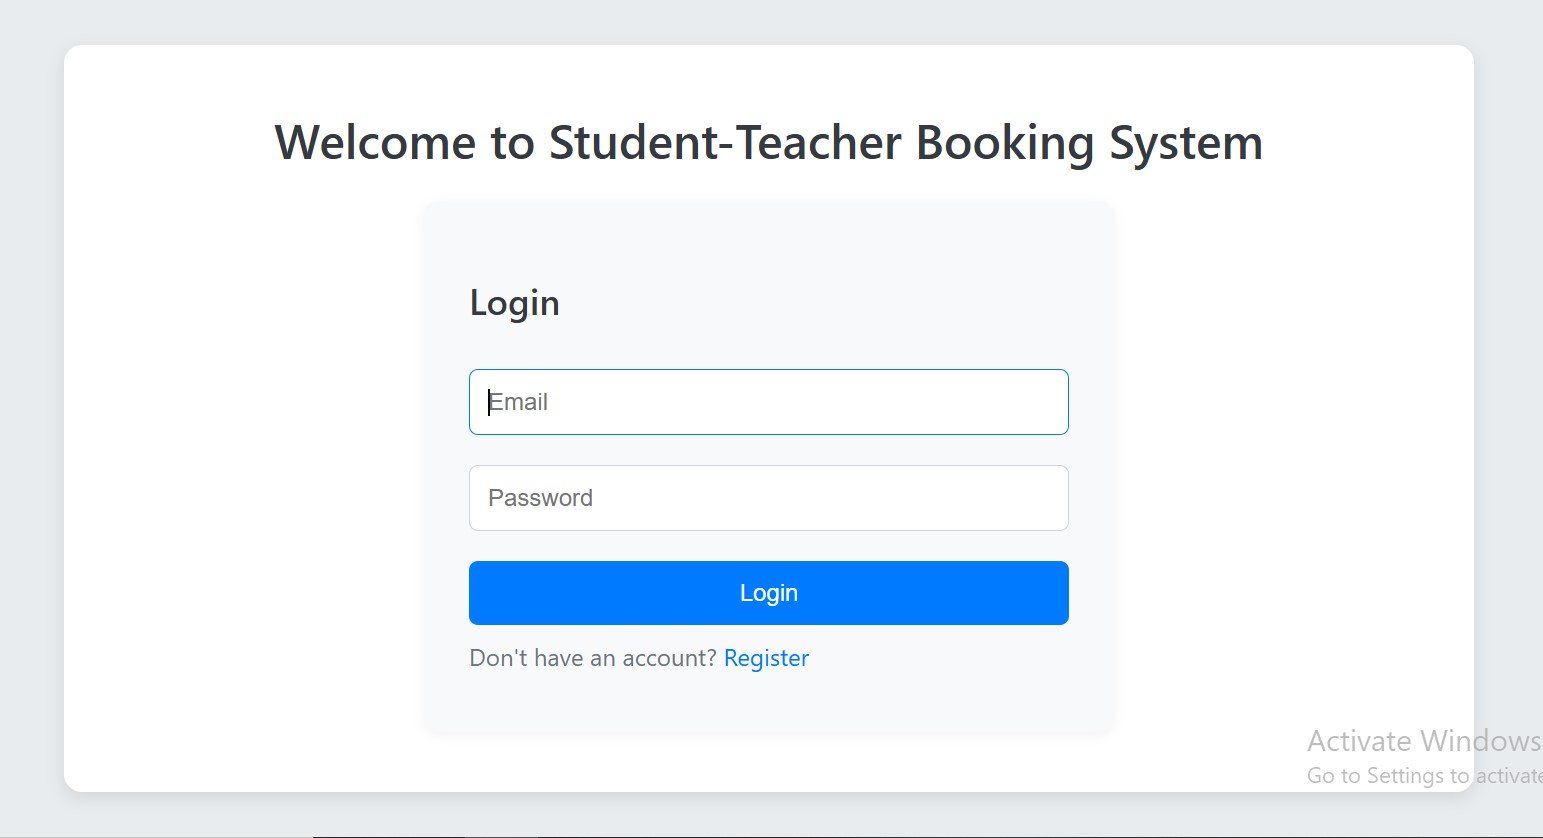 Welcome to Student-Teacher Booking System
Login
Email
Password
Login
Don't have an account? Register
Activate Windows
Go to Settings to activate